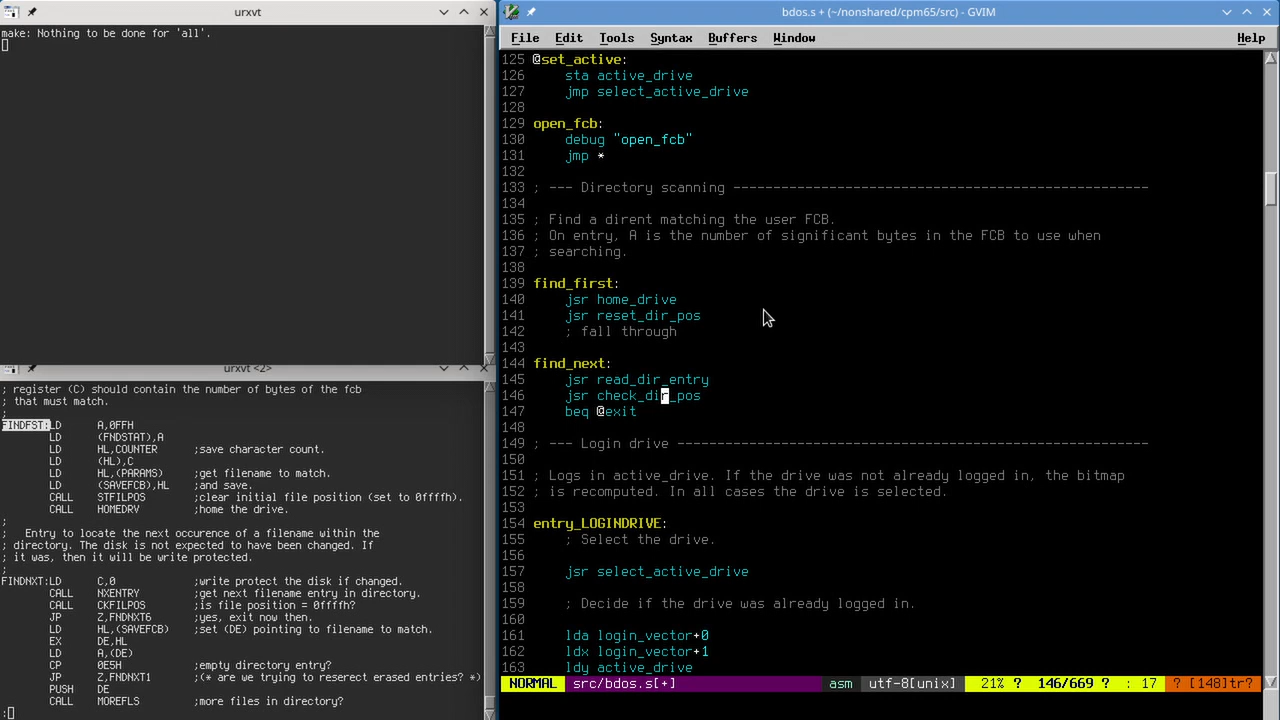 urxvt
make: Nothing to be done for 'all'.
urxvt <2>
; register (C) should contain the number of bytes of the fcb
; that must match.
;
FINDFST:LD A,0FFH
LD (FNDSTAT),A
LD HL,COUNTER ;save character count.
LD (HL),C
LD HL,(PARAMS) ;get filename to match.
LD (SAVEFCB),HL ;and save.
CALL STFILPOS ;clear initial file position (set to 0ffffh).
CALL HOMEDRV ;home the drive.
;
; Entry to locate the next occurence of a filename within the
; directory. The disk is not expected to have been changed. If
; it was, then it will be write protected.
;
FINDNXT:LD C,0 ;write protect the disk if changed.
CALL NXENTRY ;get next filename entry in directory.
CALL CKFILPOS ;is file position = 0ffffh?
JP Z,FNDNXT6 ;yes, exit now then.
LD HL,(SAVEFCB) ;set (DE) pointing to filename to match.
EX DE,HL
LD A,(DE)
CP 0E5H ;empty directory entry?
JP Z,FNDNXT1 ;(* are we trying to reserect erased entries? *)
PUSH DE
CALL MOREFLS ;more files in directory?
:
bdos.s + (~/nonshared/cpm65/src) - GVIM
File Edit Tools Syntax Buffers Window Help
125 @set_active:
126 sta active_drive
127 jmp select_active_drive
128
129 open_fcb:
130 debug "open_fcb"
131 jmp *
132
133 ; --- Directory scanning ----------------------------------------------------
134
135 ; Find a dirent matching the user FCB.
136 ; On entry, A is the number of significant bytes in the FCB to use when
137 ; searching.
138
139 find_first:
140 jsr home_drive
141 jsr reset_dir_pos
142 ; fall through
143
144 find_next:
145 jsr read_dir_entry
146 jsr check_dir_pos
147 beq @exit
148
149 ; --- Login drive -----------------------------------------------------------
150
151 ; Logs in active_drive. If the drive was not already logged in, the bitmap
152 ; is recomputed. In all cases the drive is selected.
153
154 entry_LOGINDRIVE:
155 ; Select the drive.
156
157 jsr select_active_drive
158
159 ; Decide if the drive was already logged in.
160
161 lda login_vector+0
162 ldx login_vector+1
163 ldy active_drive
NORMAL src/bdos.s[+] asm utf-8[unix] 21% ? 146/669 ? : 17 ? [148]tr?